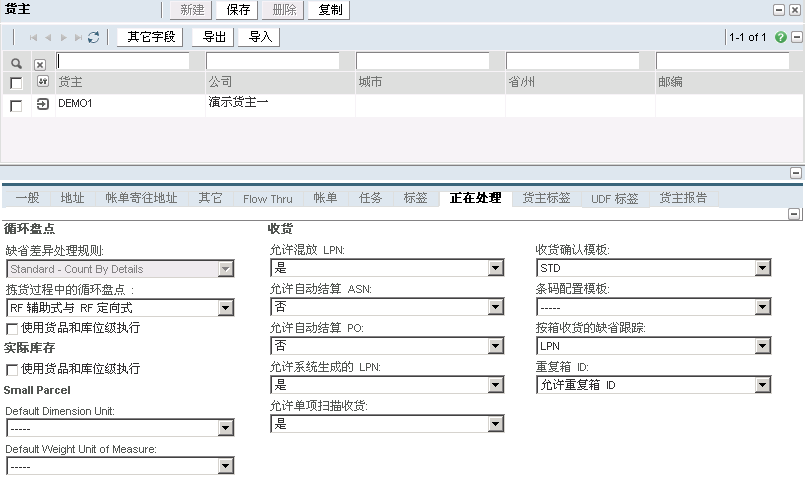 货主
新建 保存 删除 复制
其它字段 导出 导入 1-1 of 1
货主 公司 城市 省/州 邮编
DEMO1 演示货主一
一般 地址 帐单寄往地址 其它 Flow Thru 帐单 任务 标签 正在处理 货主标签 UDF 标签 货主报告
循环盘点
缺省差异处理规则:
Standard - Count By Details
拣货过程中的循环盘点 :
RF 辅助式与 RF 定向式
使用货品和库位级执行
实际库存
使用货品和库位级执行
Small Parcel
Default Dimension Unit:
-----
Default Weight Unit of Measure:
-----
收货
允许混放 LPN:
是
允许自动结算 ASN:
否
允许自动结算 PO:
否
允许系统生成的 LPN:
是
允许单项扫描收货:
是
收货确认模板:
STD
条码配置模板:
-----
按箱收货的缺省跟踪:
LPN
重复箱 ID:
允许重复箱 ID